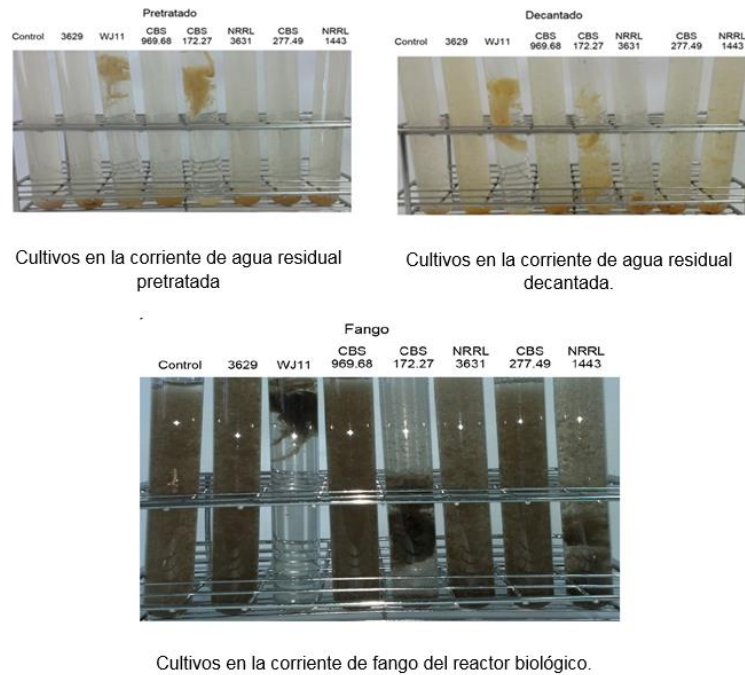 Pretratado
Control 3629 WJ11 CBS 969.68 CBS 172.27 NRRL 3631 CBS 277.49 NRRL 1443
Decantado
Control 3629 WJ11 CBS 969.68 CBS 172.27 NRRL 3631 CBS 277.49 NRRL 1443
Cultivos en la corriente de agua residual
pretratada
Cultivos en la corriente de agua residual
decantada.
Fango
Control 3629 WJ11 CBS 969.68 CBS 172.27 NRRL 3631 CBS 277.49 NRRL 1443
Cultivos en la corriente de fango del reactor biológico.